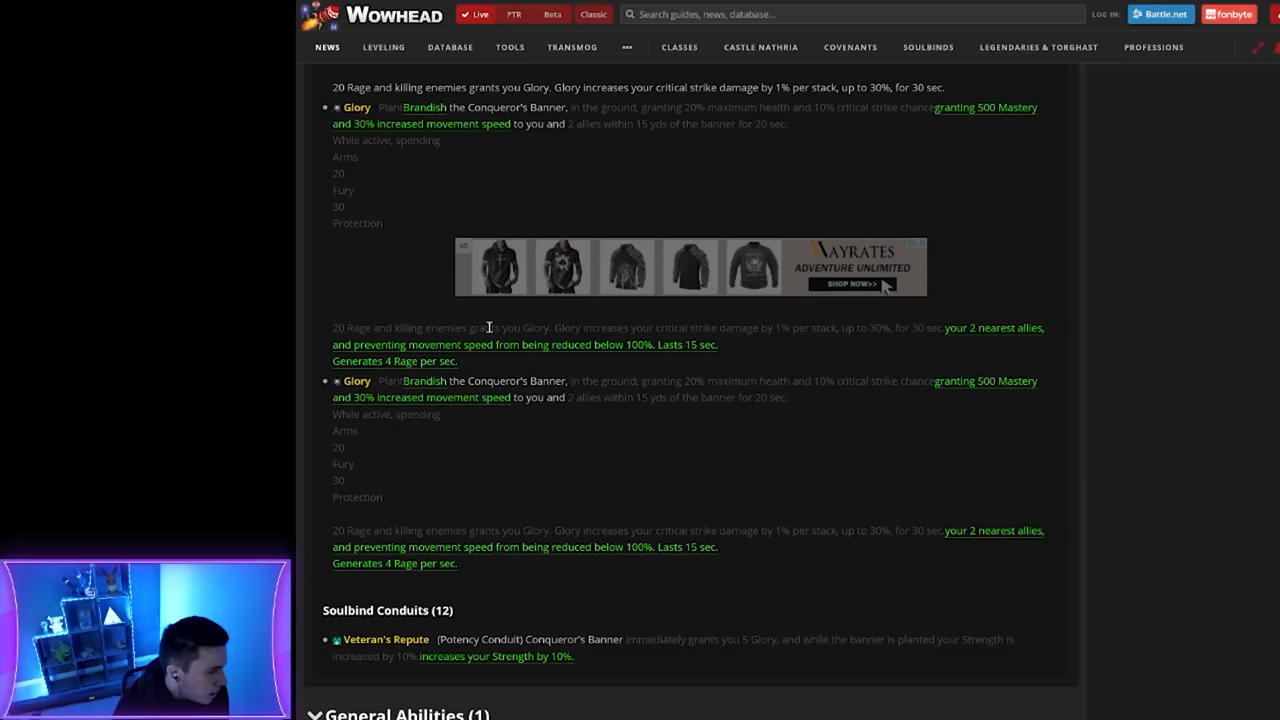 WOWHEAD
Live PTR Beta Classic
Search guides, news, database...
LOG IN: Battle.net fanbyte
NEWS LEVELING DATABASE TOOLS TRANSMOG ••• CLASSES CASTLE NATHRIA COVENANTS SOULBINDS LEGENDARIES & TORGHAST PROFESSIONS
20 Rage and killing enemies grants you Glory. Glory increases your critical strike damage by 1% per stack, up to 30%, for 30 sec.
• Glory PlantBrandish the Conqueror's Banner, in the ground, granting 20% maximum health and 10% critical strike chancegranting 500 Mastery
and 30% increased movement speed to you and 2 allies within 15 yds of the banner for 20 sec.
While active, spending
Arms
20
Fury
30
Protection
AD
VAYRATES
ADVENTURE UNLIMITED
SHOP NOW>>
20 Rage and killing enemies grants you Glory. Glory increases your critical strike damage by 1% per stack, up to 30%, for 30 sec.your 2 nearest allies,
and preventing movement speed from being reduced below 100%. Lasts 15 sec.
Generates 4 Rage per sec.
• Glory PlantBrandish the Conqueror's Banner, in the ground, granting 20% maximum health and 10% critical strike chancegranting 500 Mastery
and 30% increased movement speed to you and 2 allies within 15 yds of the banner for 20 sec.
While active, spending
Arms
20
Fury
30
Protection
20 Rage and killing enemies grants you Glory. Glory increases your critical strike damage by 1% per stack, up to 30%, for 30 sec.your 2 nearest allies,
and preventing movement speed from being reduced below 100%. Lasts 15 sec.
Generates 4 Rage per sec.
Soulbind Conduits (12)
• Veteran's Repute (Potency Conduit) Conqueror's Banner immediately grants you 5 Glory, and while the banner is planted your Strength is
increased by 10%.increases your Strength by 10%.
General Abilities (1)